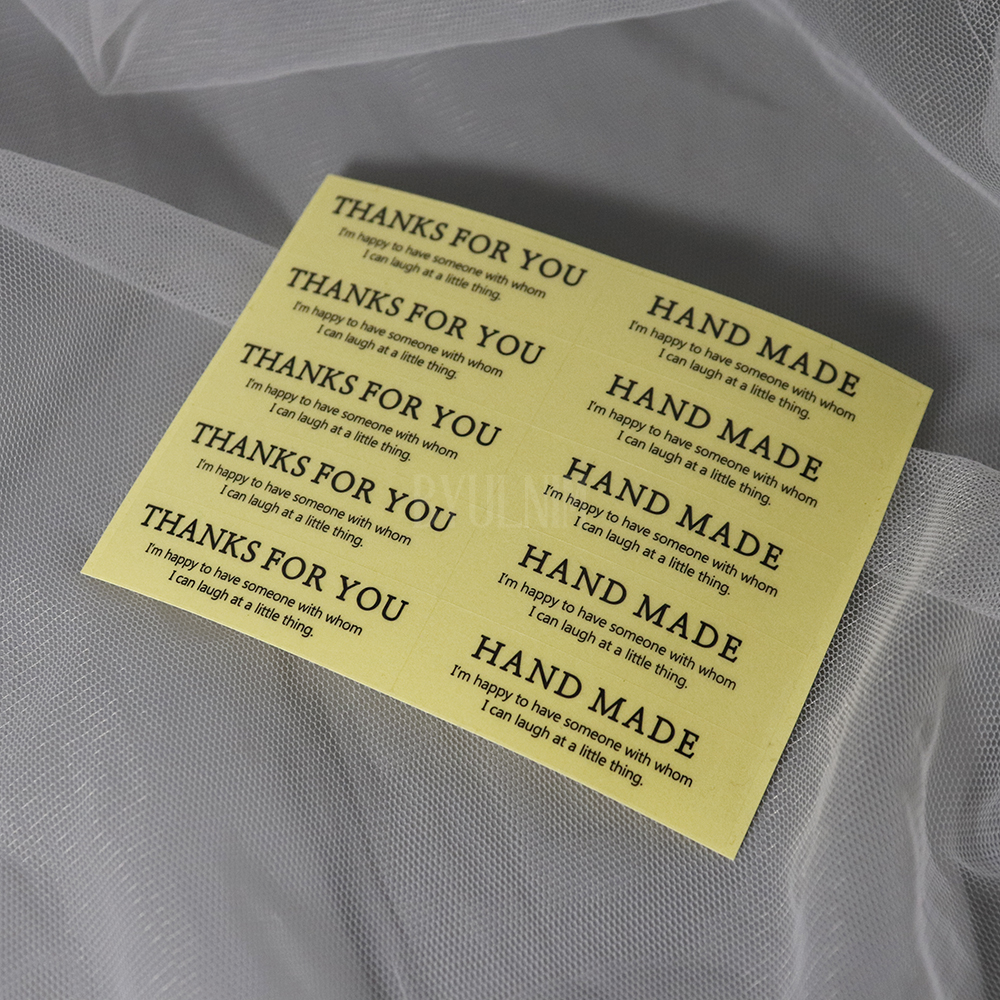 THANKS FOR YOU
I'm happy to have someone with whom
I can laugh at a little thing.
THANKS FOR YOU
I'm happy to have someone with whom
I can laugh at a little thing.
THANKS FOR YOU
I'm happy to have someone with whom
I can laugh at a little thing.
THANKS FOR YOU
I'm happy to have someone with whom
I can laugh at a little thing.
THANKS FOR YOU
I'm happy to have someone with whom
I can laugh at a little thing.
HAND MADE
I'm happy to have someone with whom
I can laugh at a little thing.
HAND MADE
I'm happy to have someone with whom
I can laugh at a little thing.
HAND MADE
I'm happy to have someone with whom
I can laugh at a little thing.
HAND MADE
I'm happy to have someone with whom
I can laugh at a little thing.
HAND MADE
I'm happy to have someone with whom
I can laugh at a little thing.